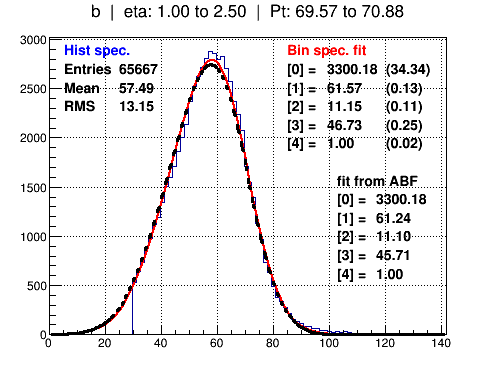 b | eta: 1.00 to 2.50 | Pt: 69.57 to 70.88
Hist spec.
Entries 65667
Mean 57.49
RMS 13.15
Bin spec. fit
[0] = 3300.18 (34.34)
[1] = 61.57 (0.13)
[2] = 11.15 (0.11)
[3] = 46.73 (0.25)
[4] = 1.00 (0.02)
fit from ABF
[0] = 3300.18
[1] = 61.24
[2] = 11.10
[3] = 45.71
[4] = 1.00
3000
2500
2000
1500
1000
500
0
0 20 40 60 80 100 120 140